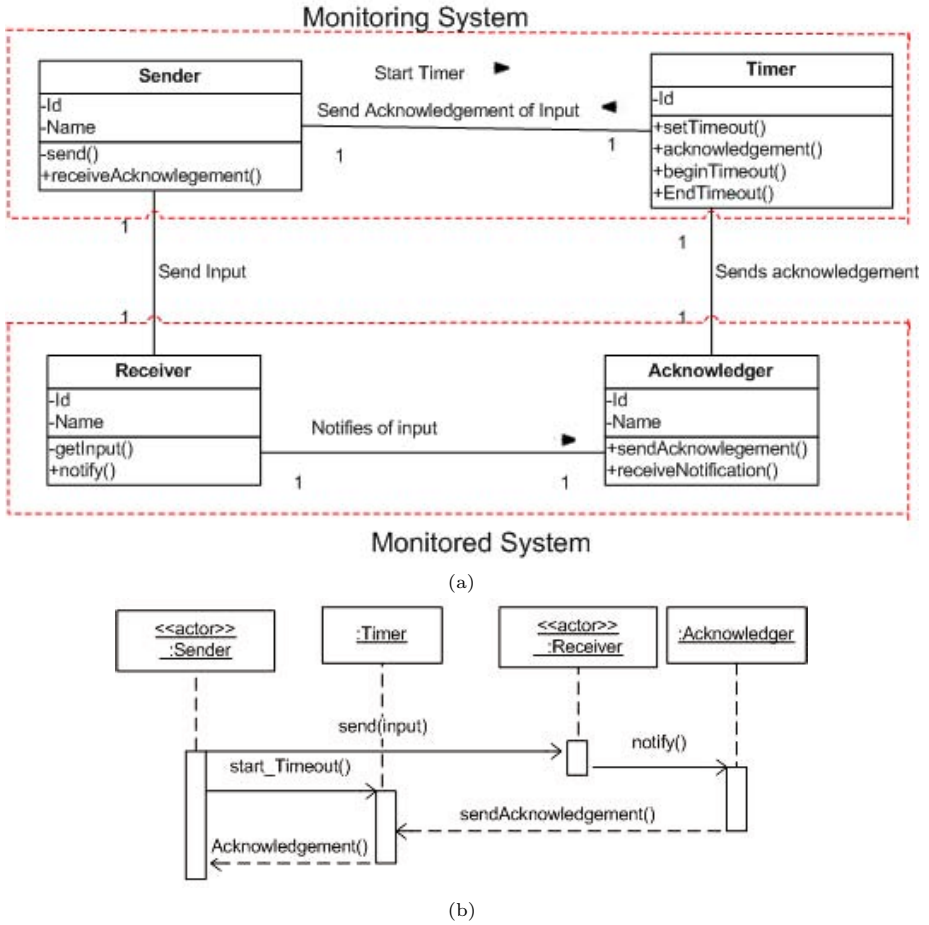 Monitoring System
Sender
-Id
-Name
-send()
+receiveAcknowlegement()
Start Timer
Send Acknowledgement of Input
1
1
Timer
-Id
+setTimeout()
+acknowledgement()
+beginTimeout()
+EndTimeout()
1
Send Input
1
1
Sends acknowledgement
1
Receiver
-Id
-Name
-getInput()
+notify()
Notifies of input
1
1
Acknowledger
-Id
-Name
+sendAcknowlegement()
+receiveNotification()
Monitored System
(a)
<<actor>>
:Sender
:Timer
<<actor>>
:Receiver
:Acknowledger
send(input)
notify()
start_Timeout()
sendAcknowledgement()
Acknowledgement()
(b)